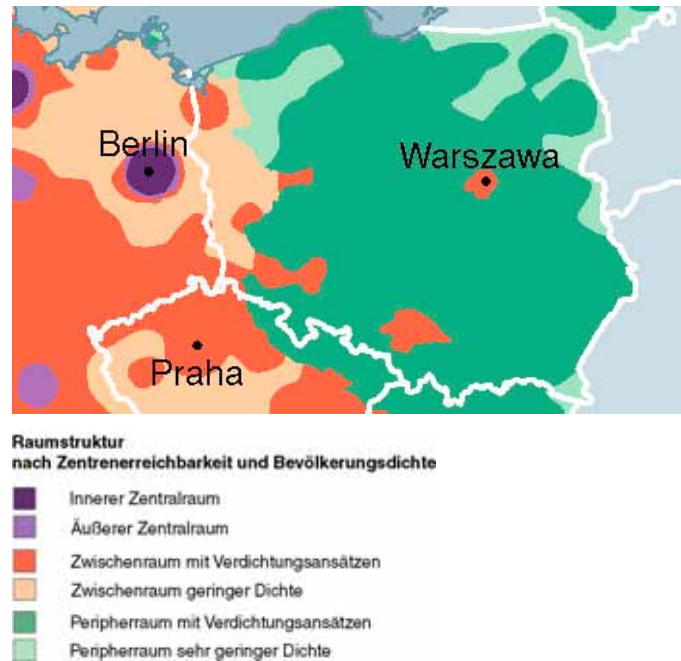 Berlin
Warszawa
Praha
Raumstruktur
nach Zentrenerreichbarkeit und Bevölkerungsdichte
Innerer Zentralraum
Äußerer Zentralraum
Zwischenraum mit Verdichtungsansätzen
Zwischenraum geringer Dichte
Peripherraum mit Verdichtungsansätzen
Peripherraum sehr geringer Dichte